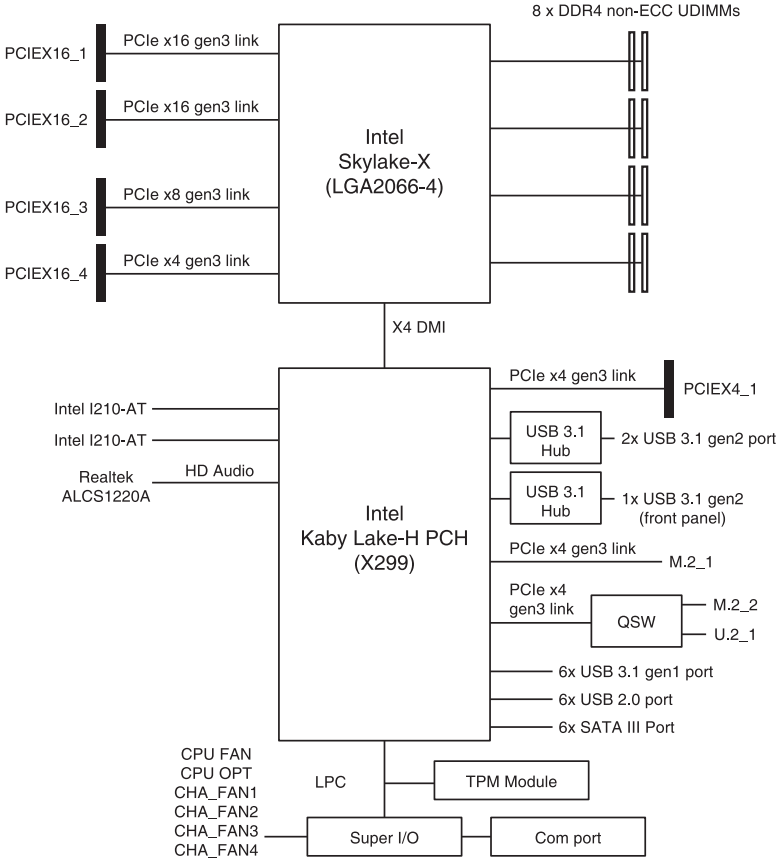 8 x DDR4 non-ECC UDIMMs
PCIEX16_1
PCIe x16 gen3 link
PCIEX16_2
PCIe x16 gen3 link
Intel
Skylake-X
(LGA2066-4)
PCIEX16_3
PCIe x8 gen3 link
PCIEX16_4
PCIe x4 gen3 link
X4 DMI
PCIe x4 gen3 link
PCIEX4_1
Intel I210-AT
Intel I210-AT
USB 3.1
Hub
2x USB 3.1 gen2 port
Realtek
ALCS1220A
HD Audio
USB 3.1
Hub
1x USB 3.1 gen2
(front panel)
Intel
Kaby Lake-H PCH
(X299)
PCIe x4 gen3 link
M.2_1
PCIe x4
gen3 link
QSW
M.2_2
U.2_1
6x USB 3.1 gen1 port
6x USB 2.0 port
6x SATA III Port
CPU FAN
CPU OPT
CHA_FAN1
CHA_FAN2
CHA_FAN3
CHA_FAN4
LPC
TPM Module
Super I/O
Com port